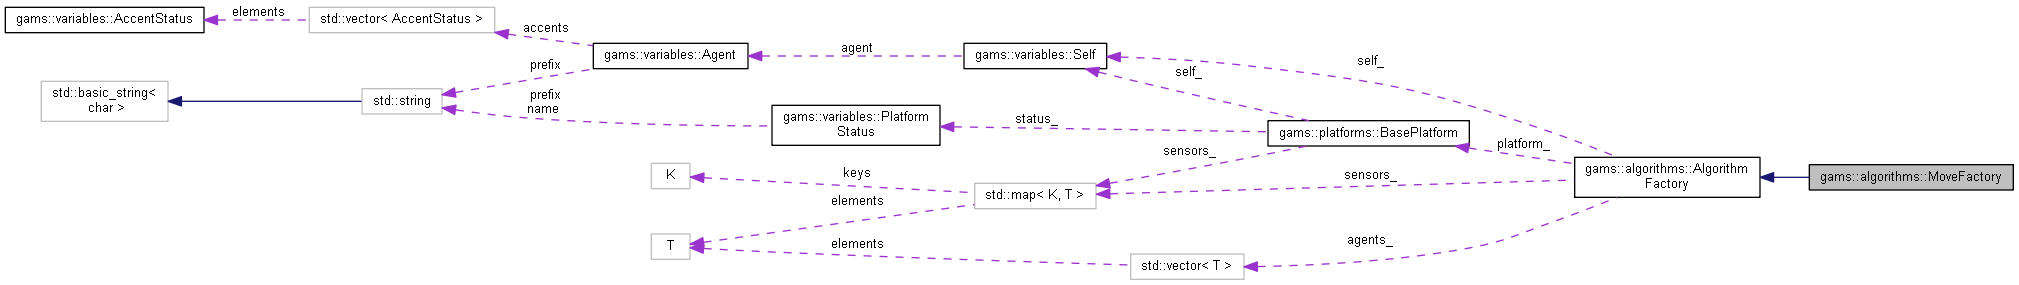 gams::variables::AccentStatus
elements
std::vector< AccentStatus >
accents
gams::variables::Agent
agent
gams::variables::Self
self_
self_
prefix
std::basic_string<
char >
std::string
prefix
name
gams::variables::Platform
Status
status_
gams::platforms::BasePlatform
platform_
sensors_
gams::algorithms::Algorithm
Factory
gams::algorithms::MoveFactory
K
keys
std::map< K, T >
sensors_
elements
T
elements
std::vector< T >
agents_